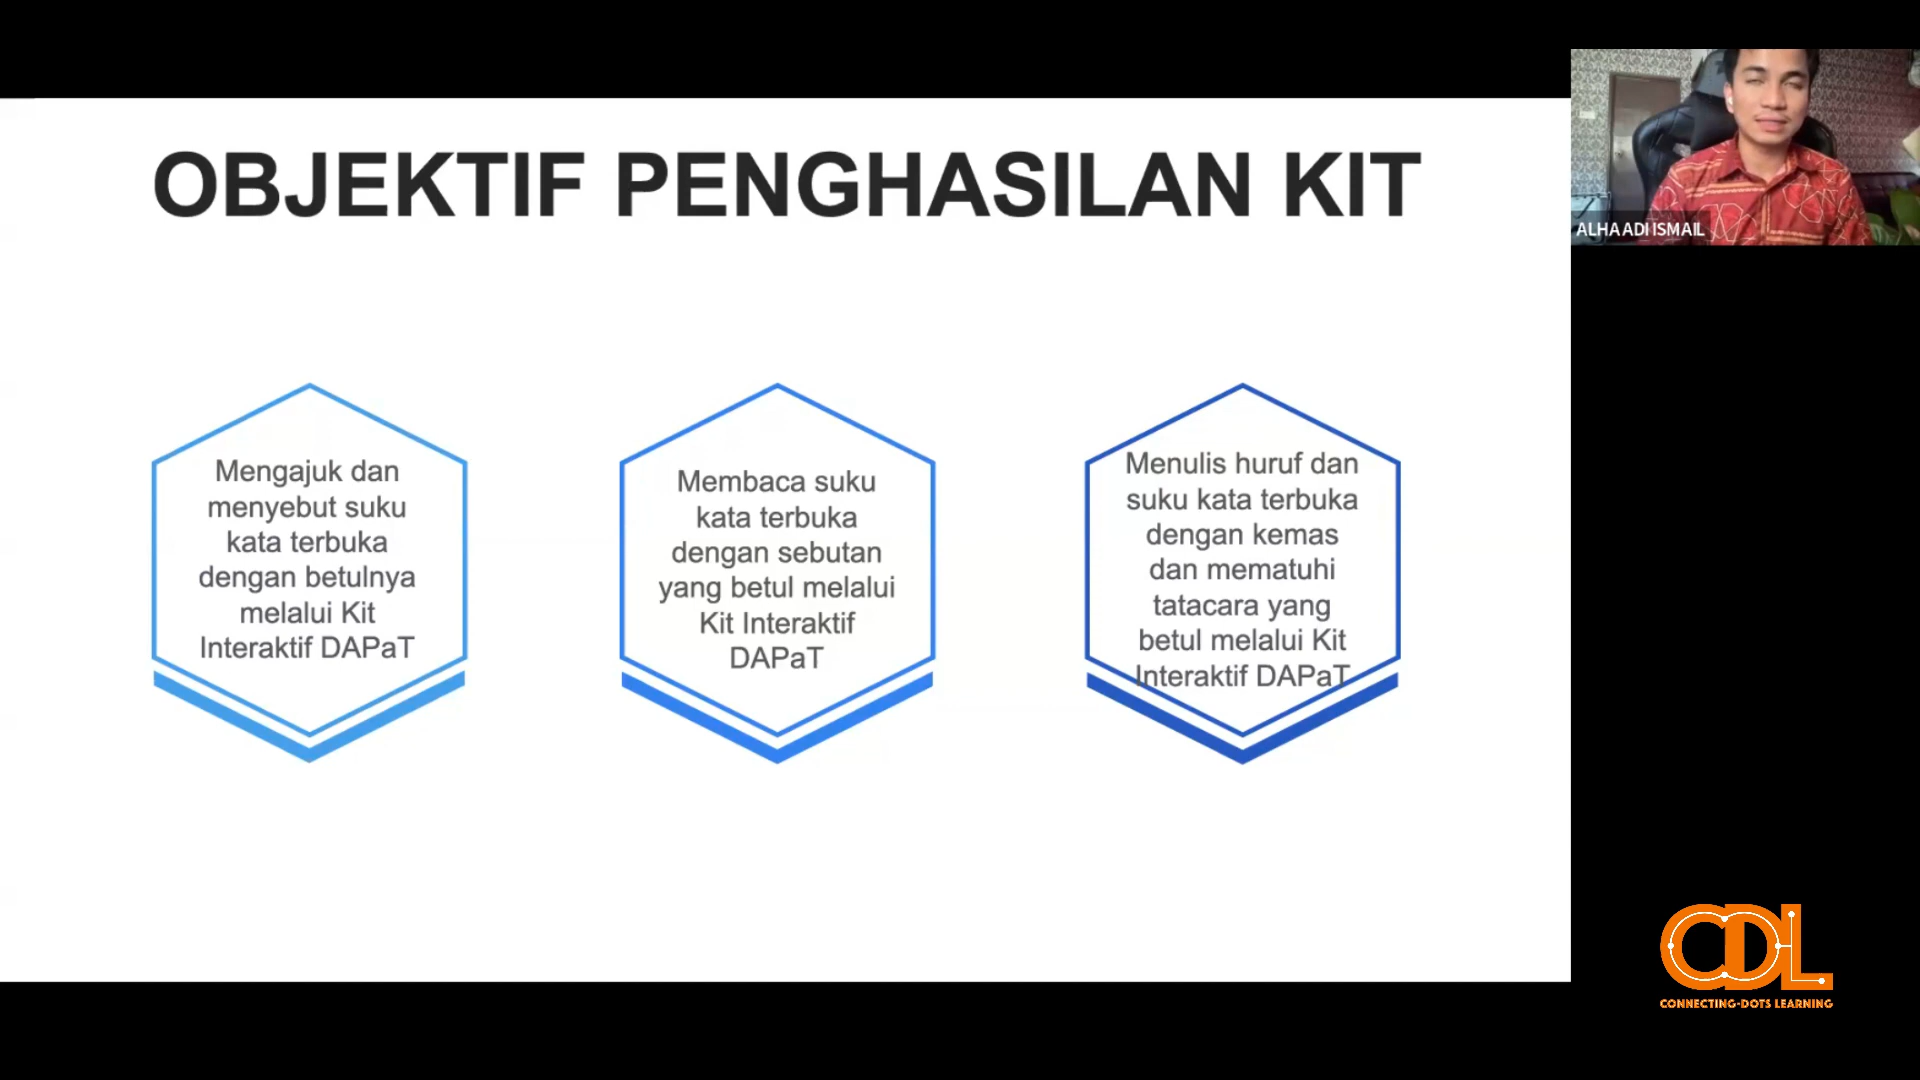 OBJEKTIF PENGHASILAN KIT
Mengajuk dan
menyebut suku
kata terbuka
dengan betulnya
melalui Kit
Interaktif DAPaT
Membaca suku
kata terbuka
dengan sebutan
yang betul melalui
Kit Interaktif
DAPaT
Menulis huruf dan
suku kata terbuka
dengan kemas
dan mematuhi
tatacara yang
betul melalui Kit
Interaktif DAPaT
ALHAADI ISMAIL
CDL
CONNECTING-DOTS LEARNING